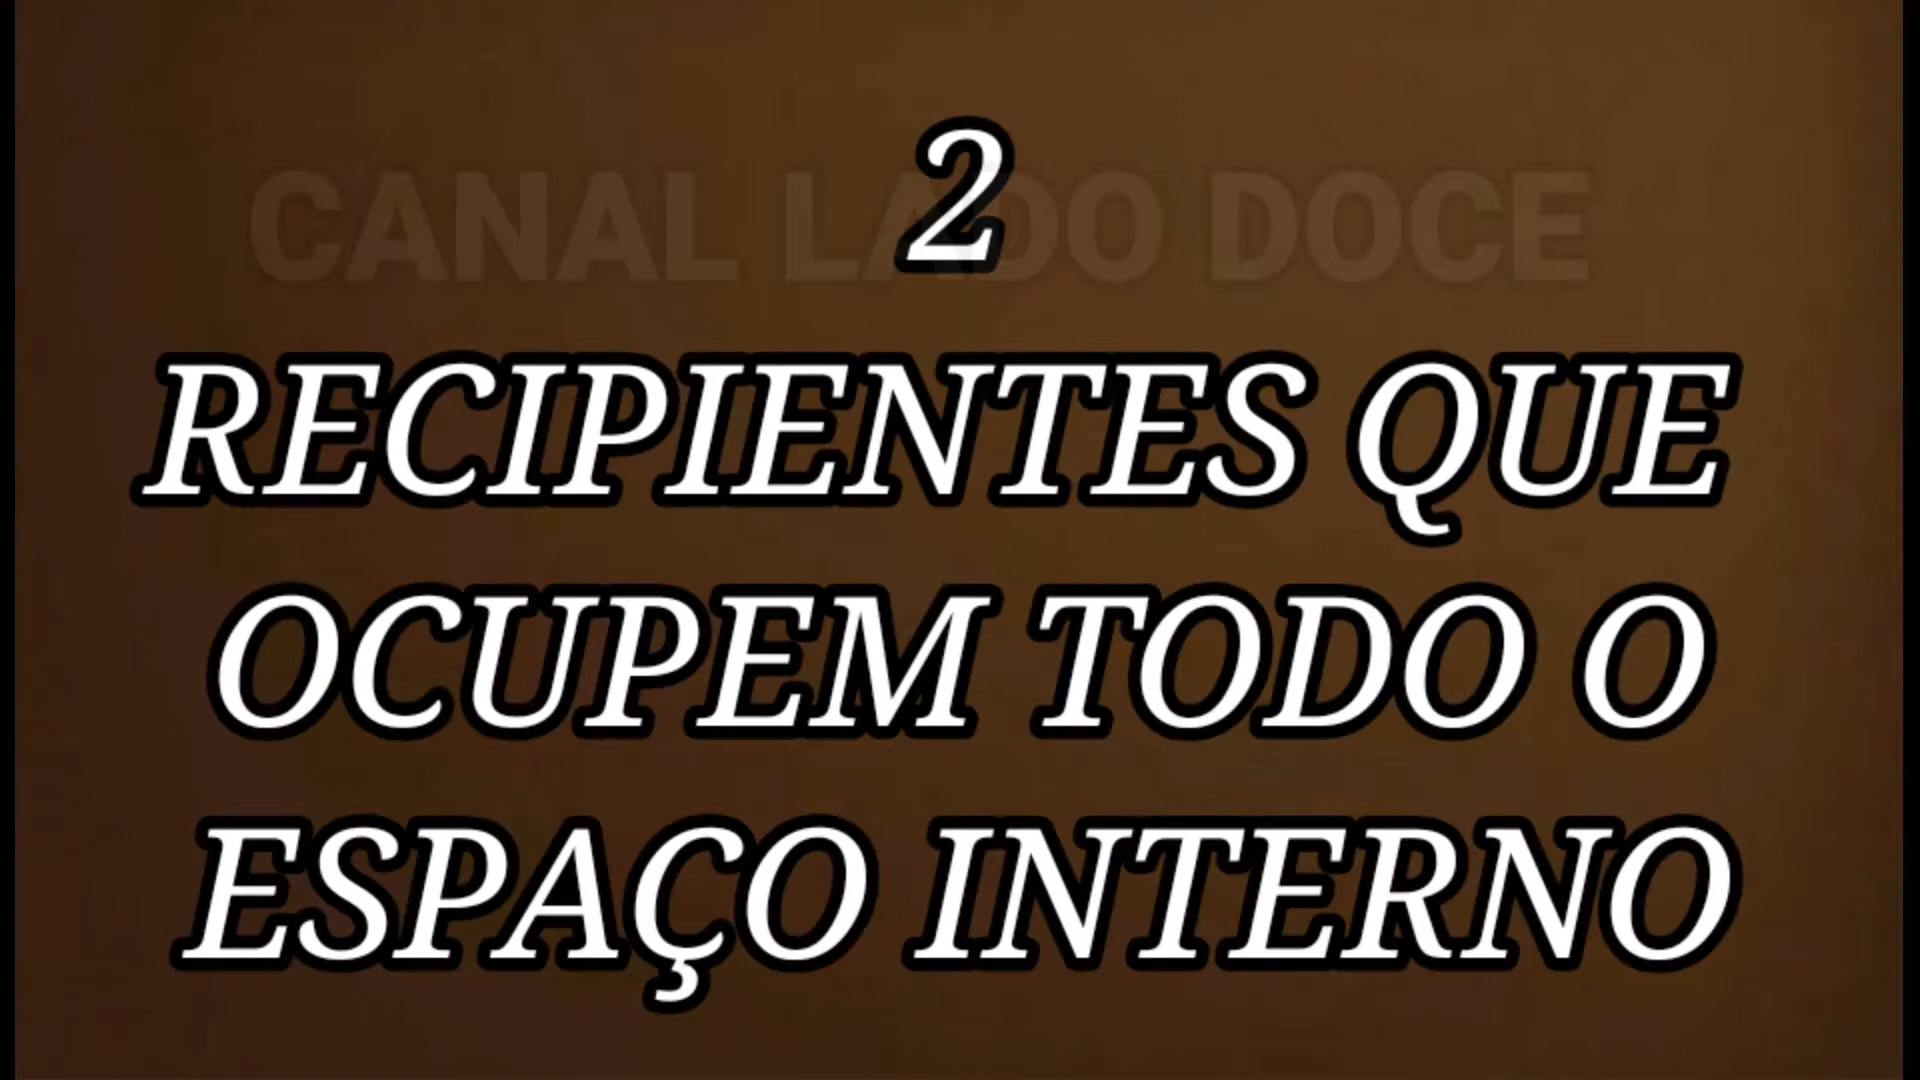 CANAL LADO DOCE
2
RECIPIENTES QUE
OCUPEM TODO O
ESPAÇO INTERNO